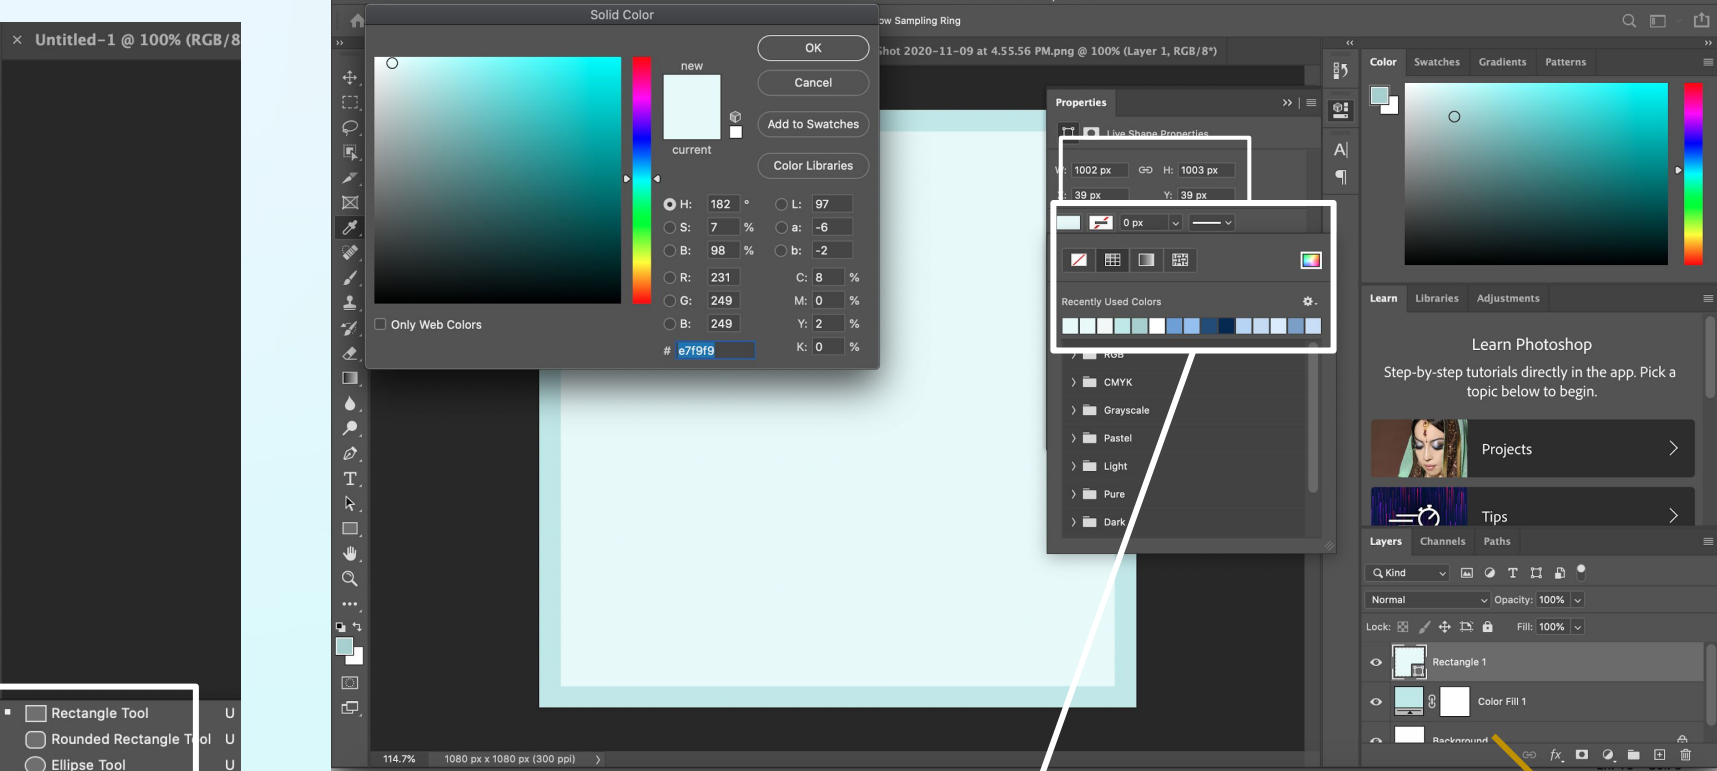 × Untitled-1 @ 100% (RGB/8
Rectangle Tool U
Rounded Rectangle Tool U
Ellipse Tool U
Solid Color
ow Sampling Ring
Shot 2020-11-09 at 4.55.56 PM.png @ 100% (Layer 1, RGB/8*)
new
current
OK
Cancel
Add to Swatches
Color Libraries
H: 182 °
S: 7 %
B: 98 %
R: 231
G: 249
B: 249
# e7f9f9
L: 97
a: -6
b: -2
C: 8 %
M: 0 %
Y: 2 %
K: 0 %
Only Web Colors
Properties
Live Shape Properties
W: 1002 px H: 1003 px
39 px Y: 39 px
0 px
Recently Used Colors
RGB
CMYK
Grayscale
Pastel
Light
Pure
Dark
114.7% 1080 px x 1080 px (300 ppi)
Color Swatches Gradients Patterns
Learn Libraries Adjustments
Learn Photoshop
Step-by-step tutorials directly in the app. Pick a
topic below to begin.
Projects
Tips
Layers Channels Paths
Kind
Normal Opacity: 100%
Lock: Fill: 100%
Rectangle 1
Color Fill 1
Background